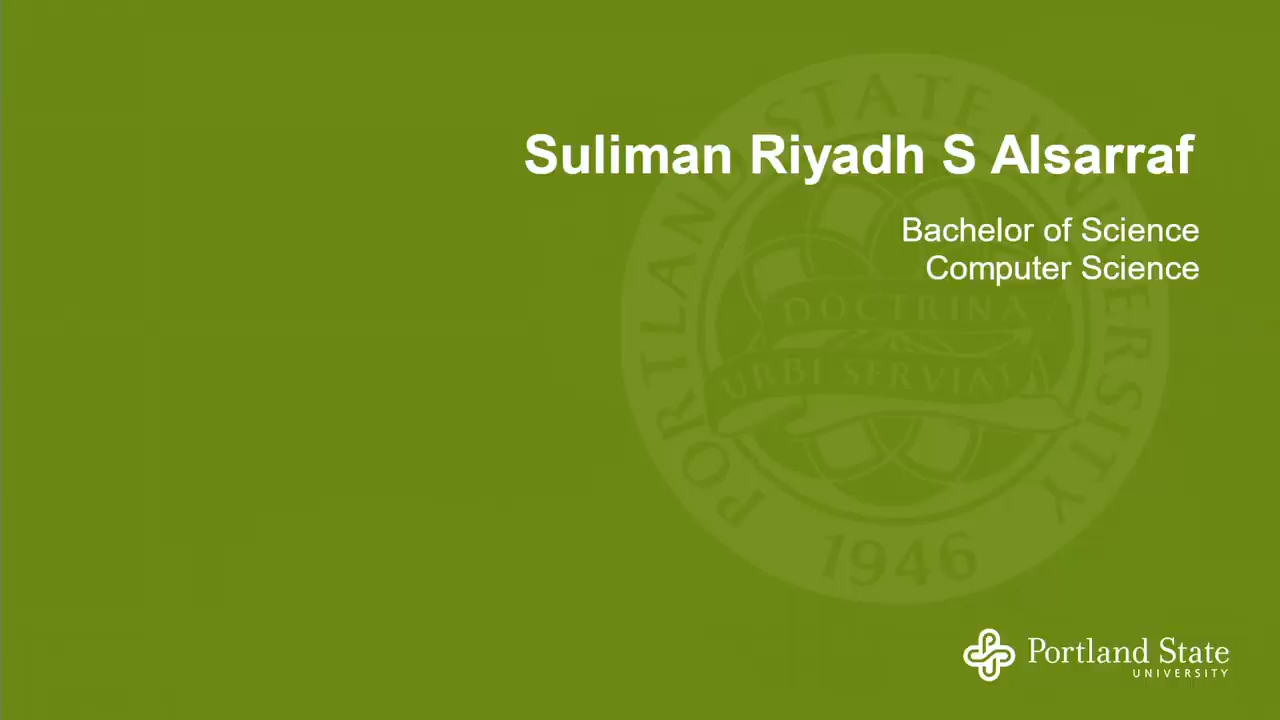 Suliman Riyadh S Alsarraf
Bachelor of Science
Computer Science
PORTLAND STATE UNIVERSITY
DOCTRINA
URBI SERVIAT
1946
Portland State
UNIVERSITY